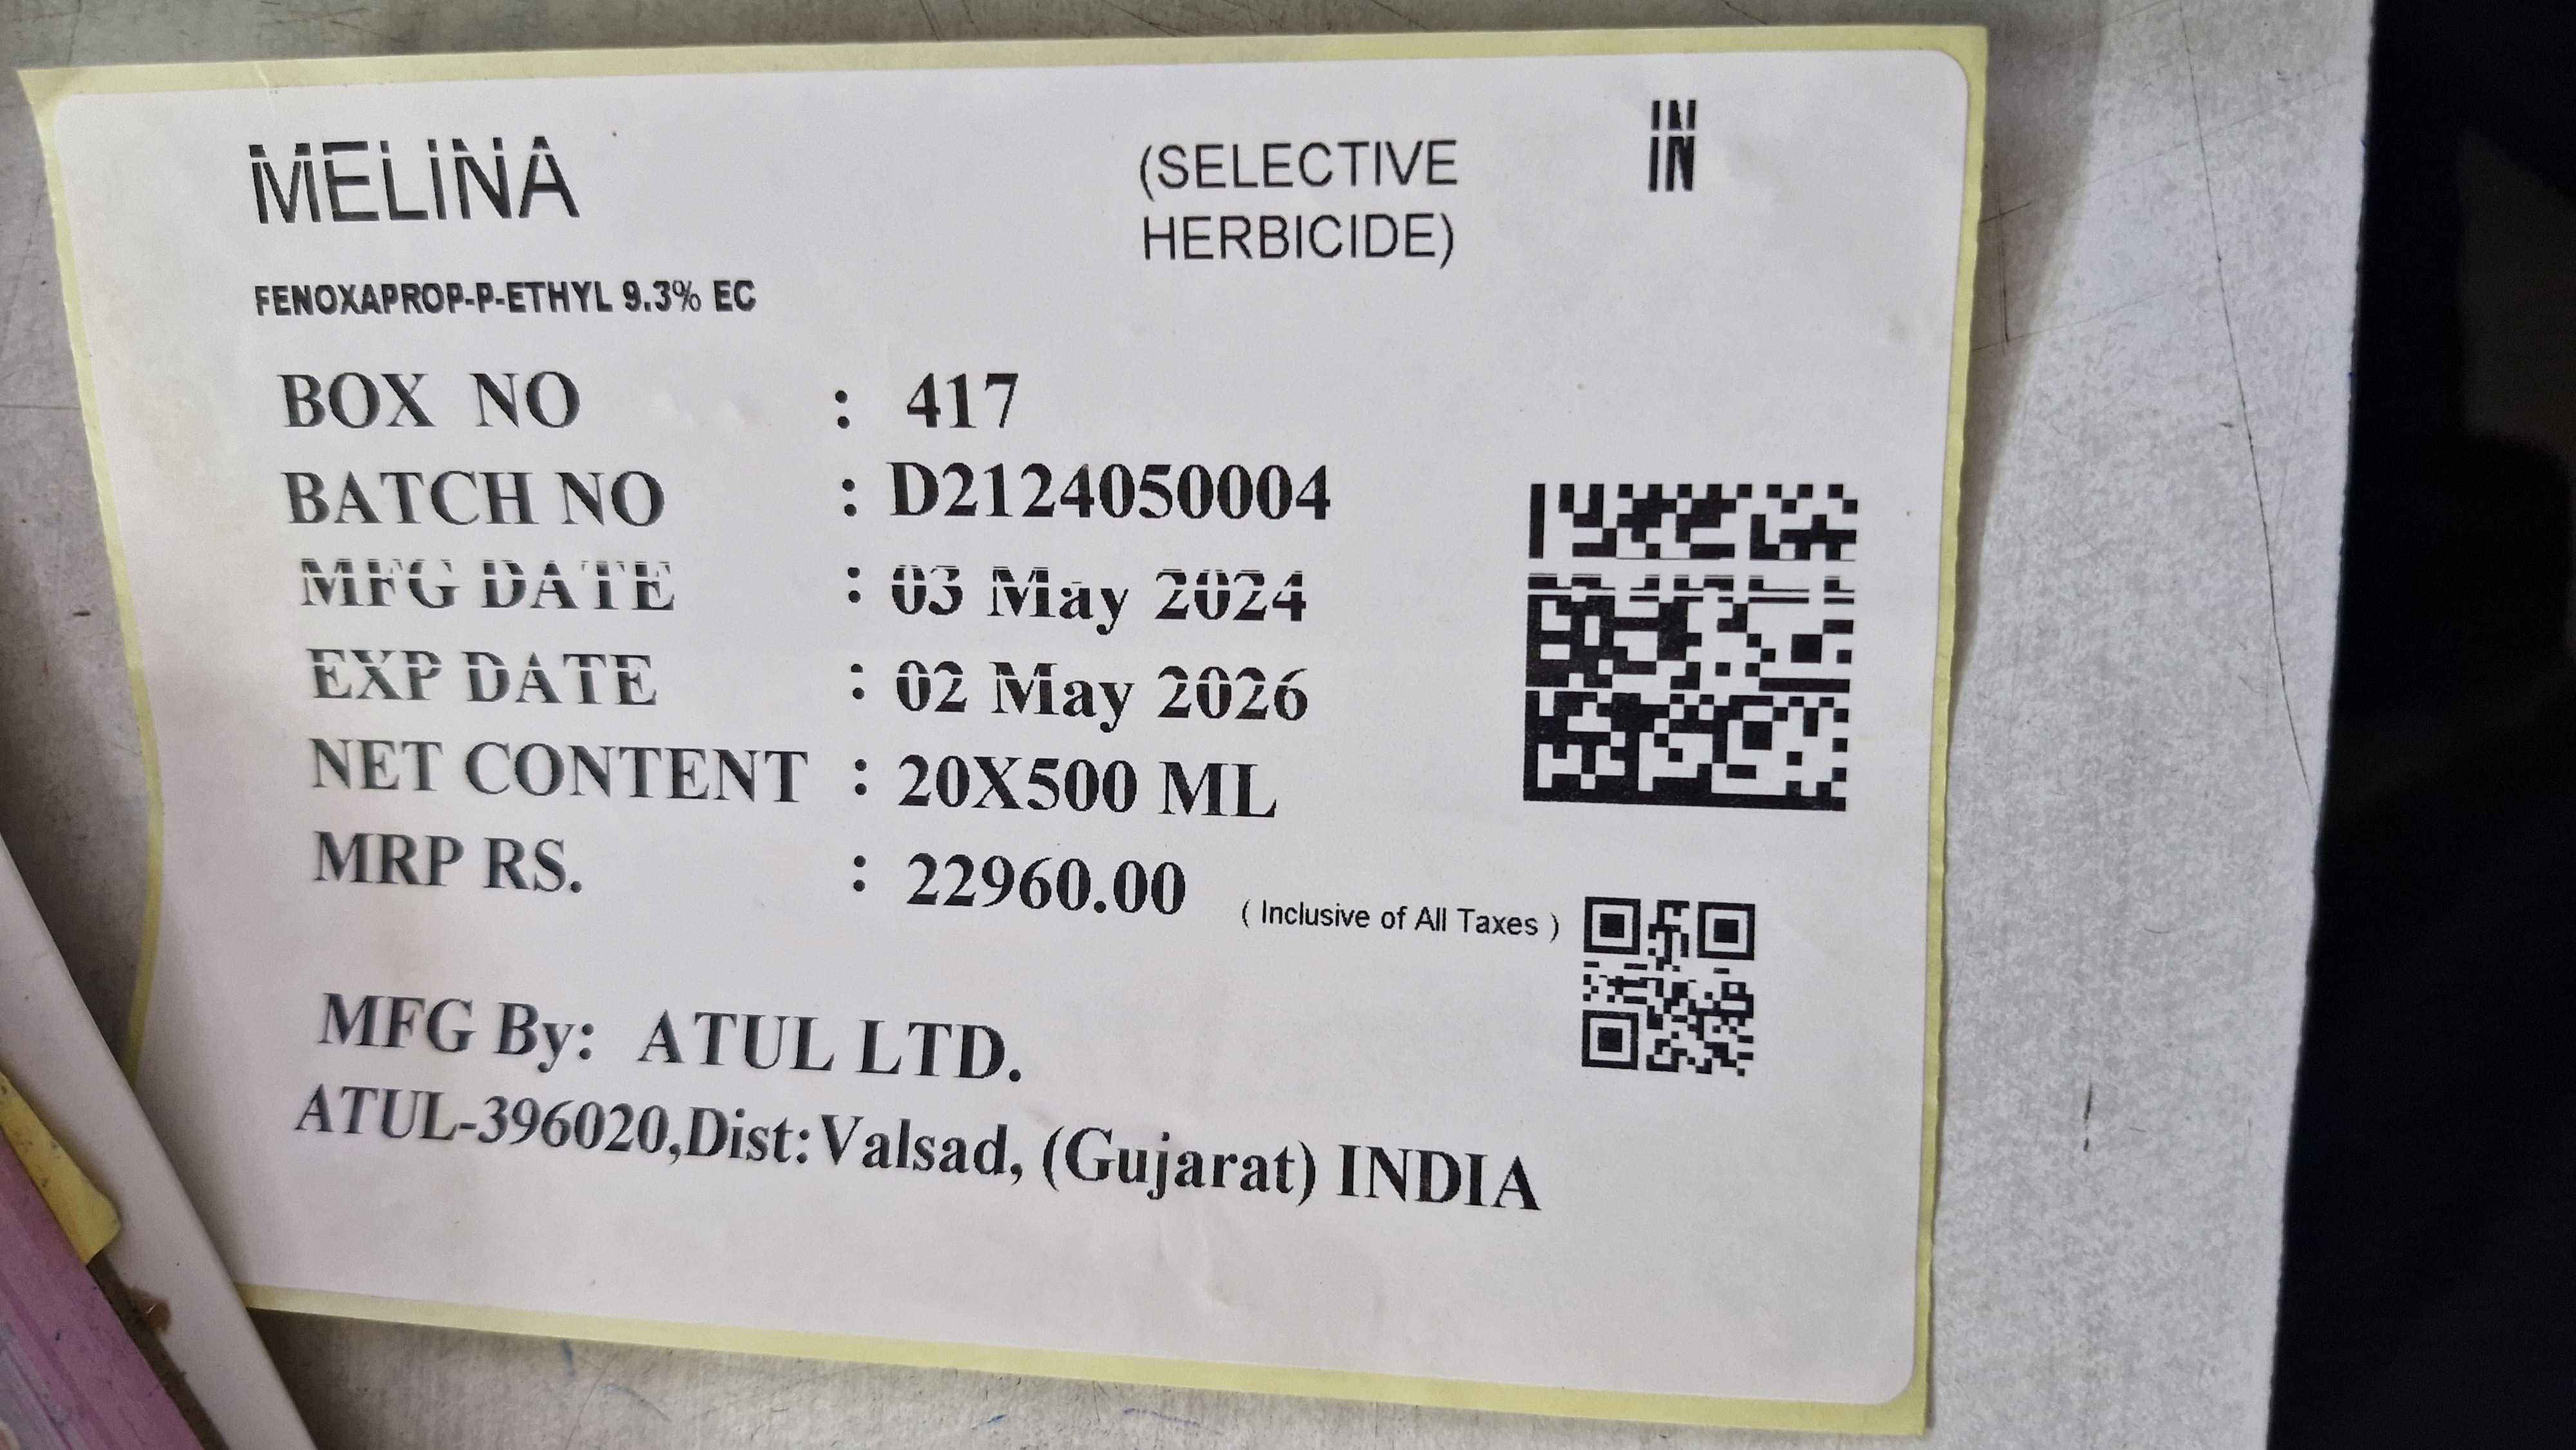 MELINA
(SELECTIVE
HERBICIDE)
IN
IN
FENOXAPROP-P-ETHYL 9.3% EC
BOX NO : 417
BATCH NO : D2124050004
MFG DATE : 03 May 2024
EXP DATE : 02 May 2026
NET CONTENT : 20X500 ML
MRP RS. : 22960.00 ( Inclusive of All Taxes )
MFG By: ATUL LTD.
ATUL-396020,Dist:Valsad, (Gujarat) INDIA